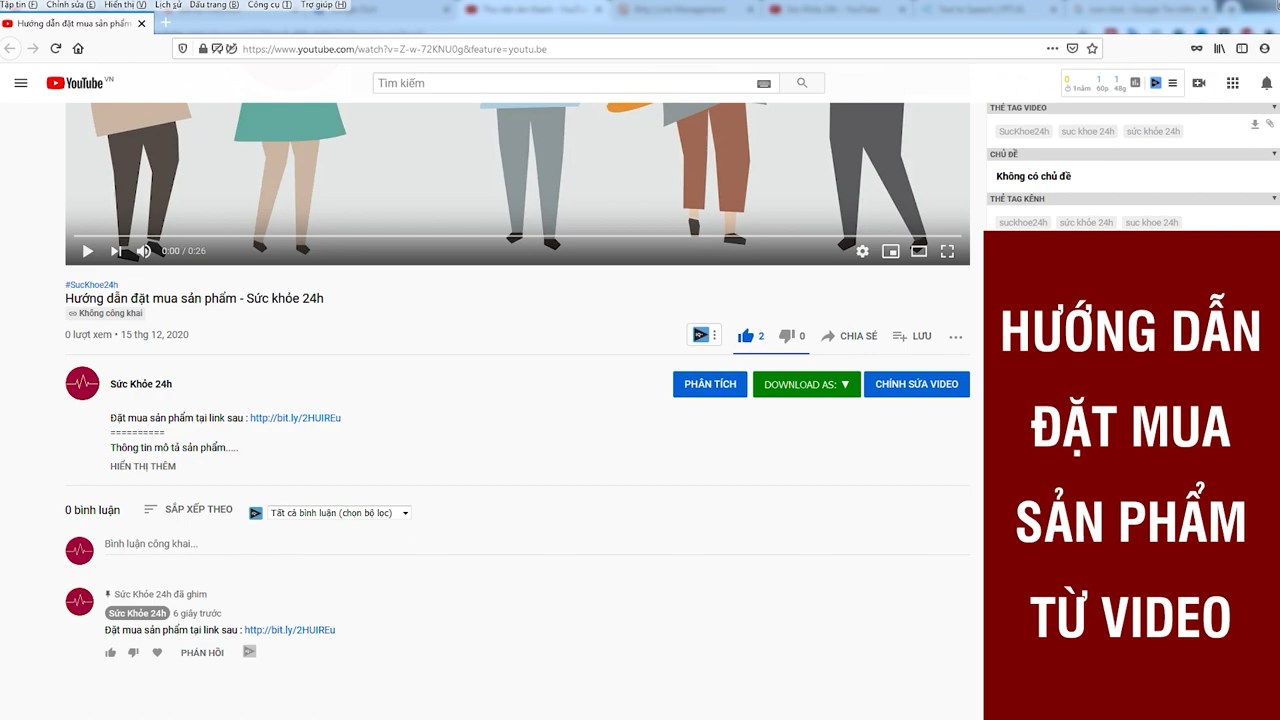 Tập tin (F) Chỉnh sửa (E) Hiển thị (V) Lịch sử Dấu trang (B) Công cụ (T) Trợ giúp (H)
Hướng dẫn đặt mua sản phẩm
https://www.youtube.com/watch?v=Z-w-72KNU0g&feature=youtu.be
YouTube VN
Tìm kiếm
0 1 1
1năm 60p 48g
THẺ TAG VIDEO
SucKhoe24h suc khoe 24h sức khỏe 24h
CHỦ ĐỀ
Không có chủ đề
THẺ TAG KÊNH
suckhoe24h sức khỏe 24h suc khoe 24h
0:00 / 0:26
#SucKhoe24h
Hướng dẫn đặt mua sản phẩm - Sức khỏe 24h
Không công khai
0 lượt xem • 15 thg 12, 2020
2 0 CHIA SẺ LƯU
Sức Khỏe 24h
PHÂN TÍCH DOWNLOAD AS: ▼ CHỈNH SỬA VIDEO
Đặt mua sản phẩm tại link sau : http://bit.ly/2HUIREu
==========
Thông tin mô tả sản phẩm.....
HIỂN THỊ THÊM
0 bình luận SẮP XẾP THEO Tất cả bình luận (chọn bộ lọc)
Bình luận công khai...
Sức Khỏe 24h đã ghim
Sức Khỏe 24h 6 giây trước
Đặt mua sản phẩm tại link sau : http://bit.ly/2HUIREu
PHẢN HỒI
HƯỚNG DẪN
ĐẶT MUA
SẢN PHẨM
TỪ VIDEO